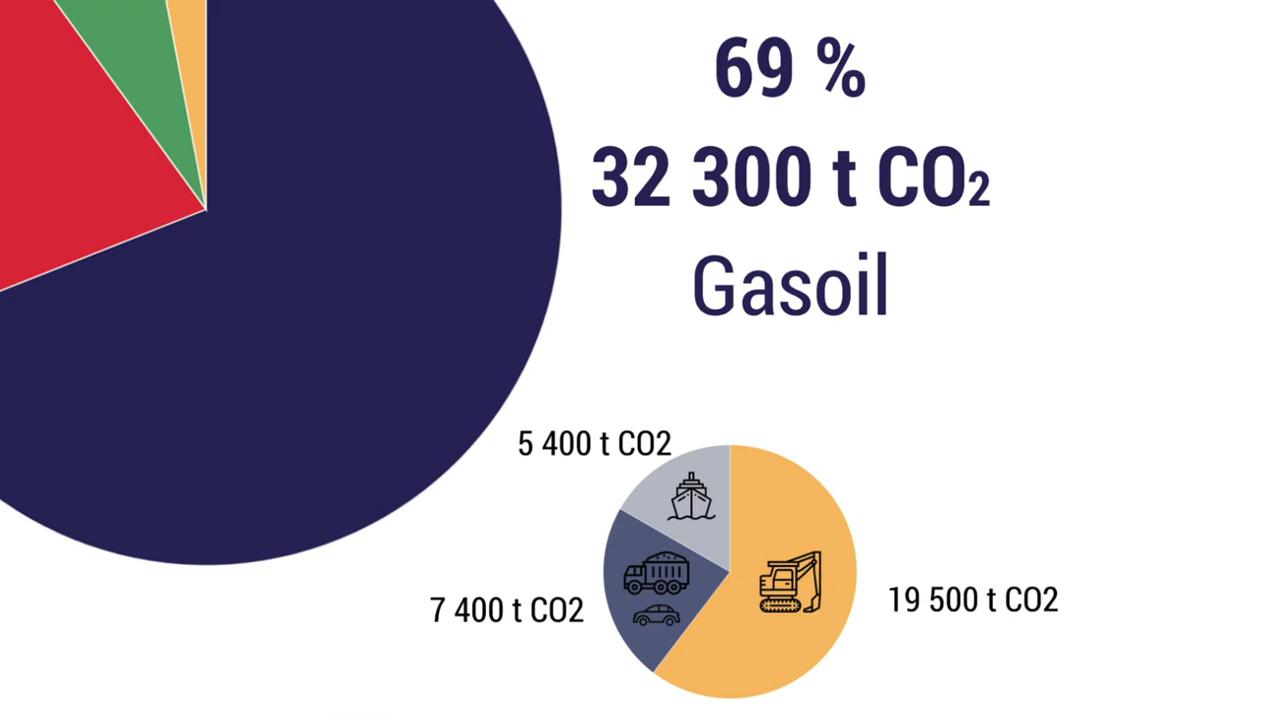 69 %
32 300 t CO₂
Gasoil
5 400 t CO2
7 400 t CO2
19 500 t CO2